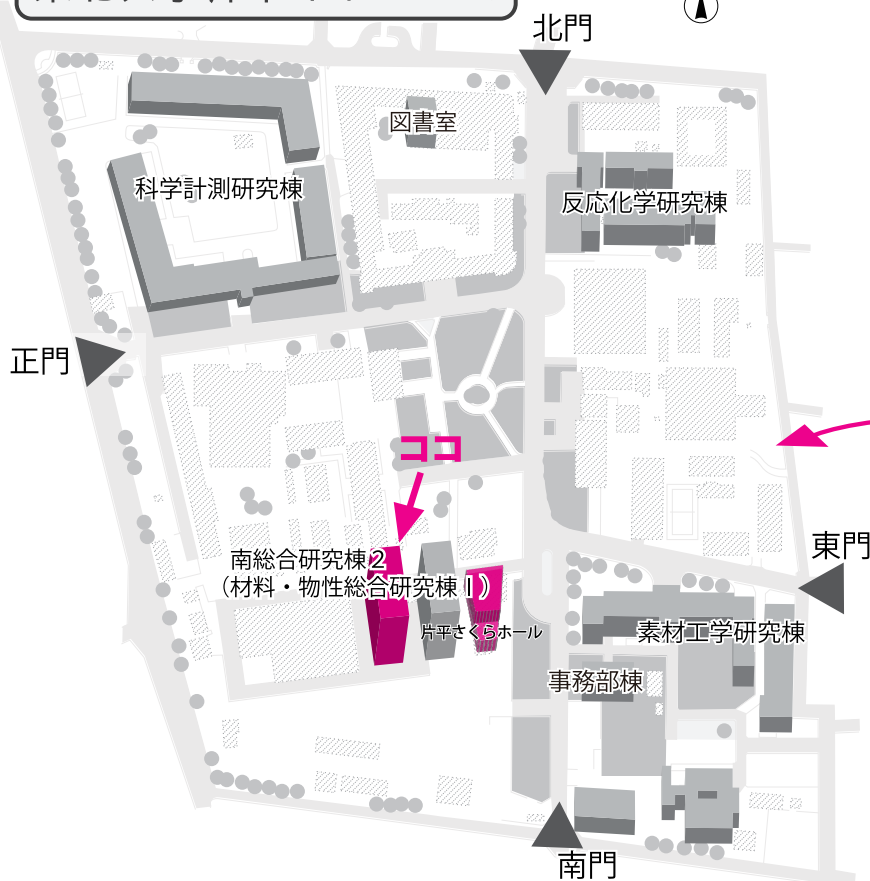 北門
図書室
科学計測研究棟
反応化学研究棟
正門
ココ
南総合研究棟2
（材料・物性総合研究棟Ⅰ）
東門
片平さくらホール
素材工学研究棟
事務部棟
南門